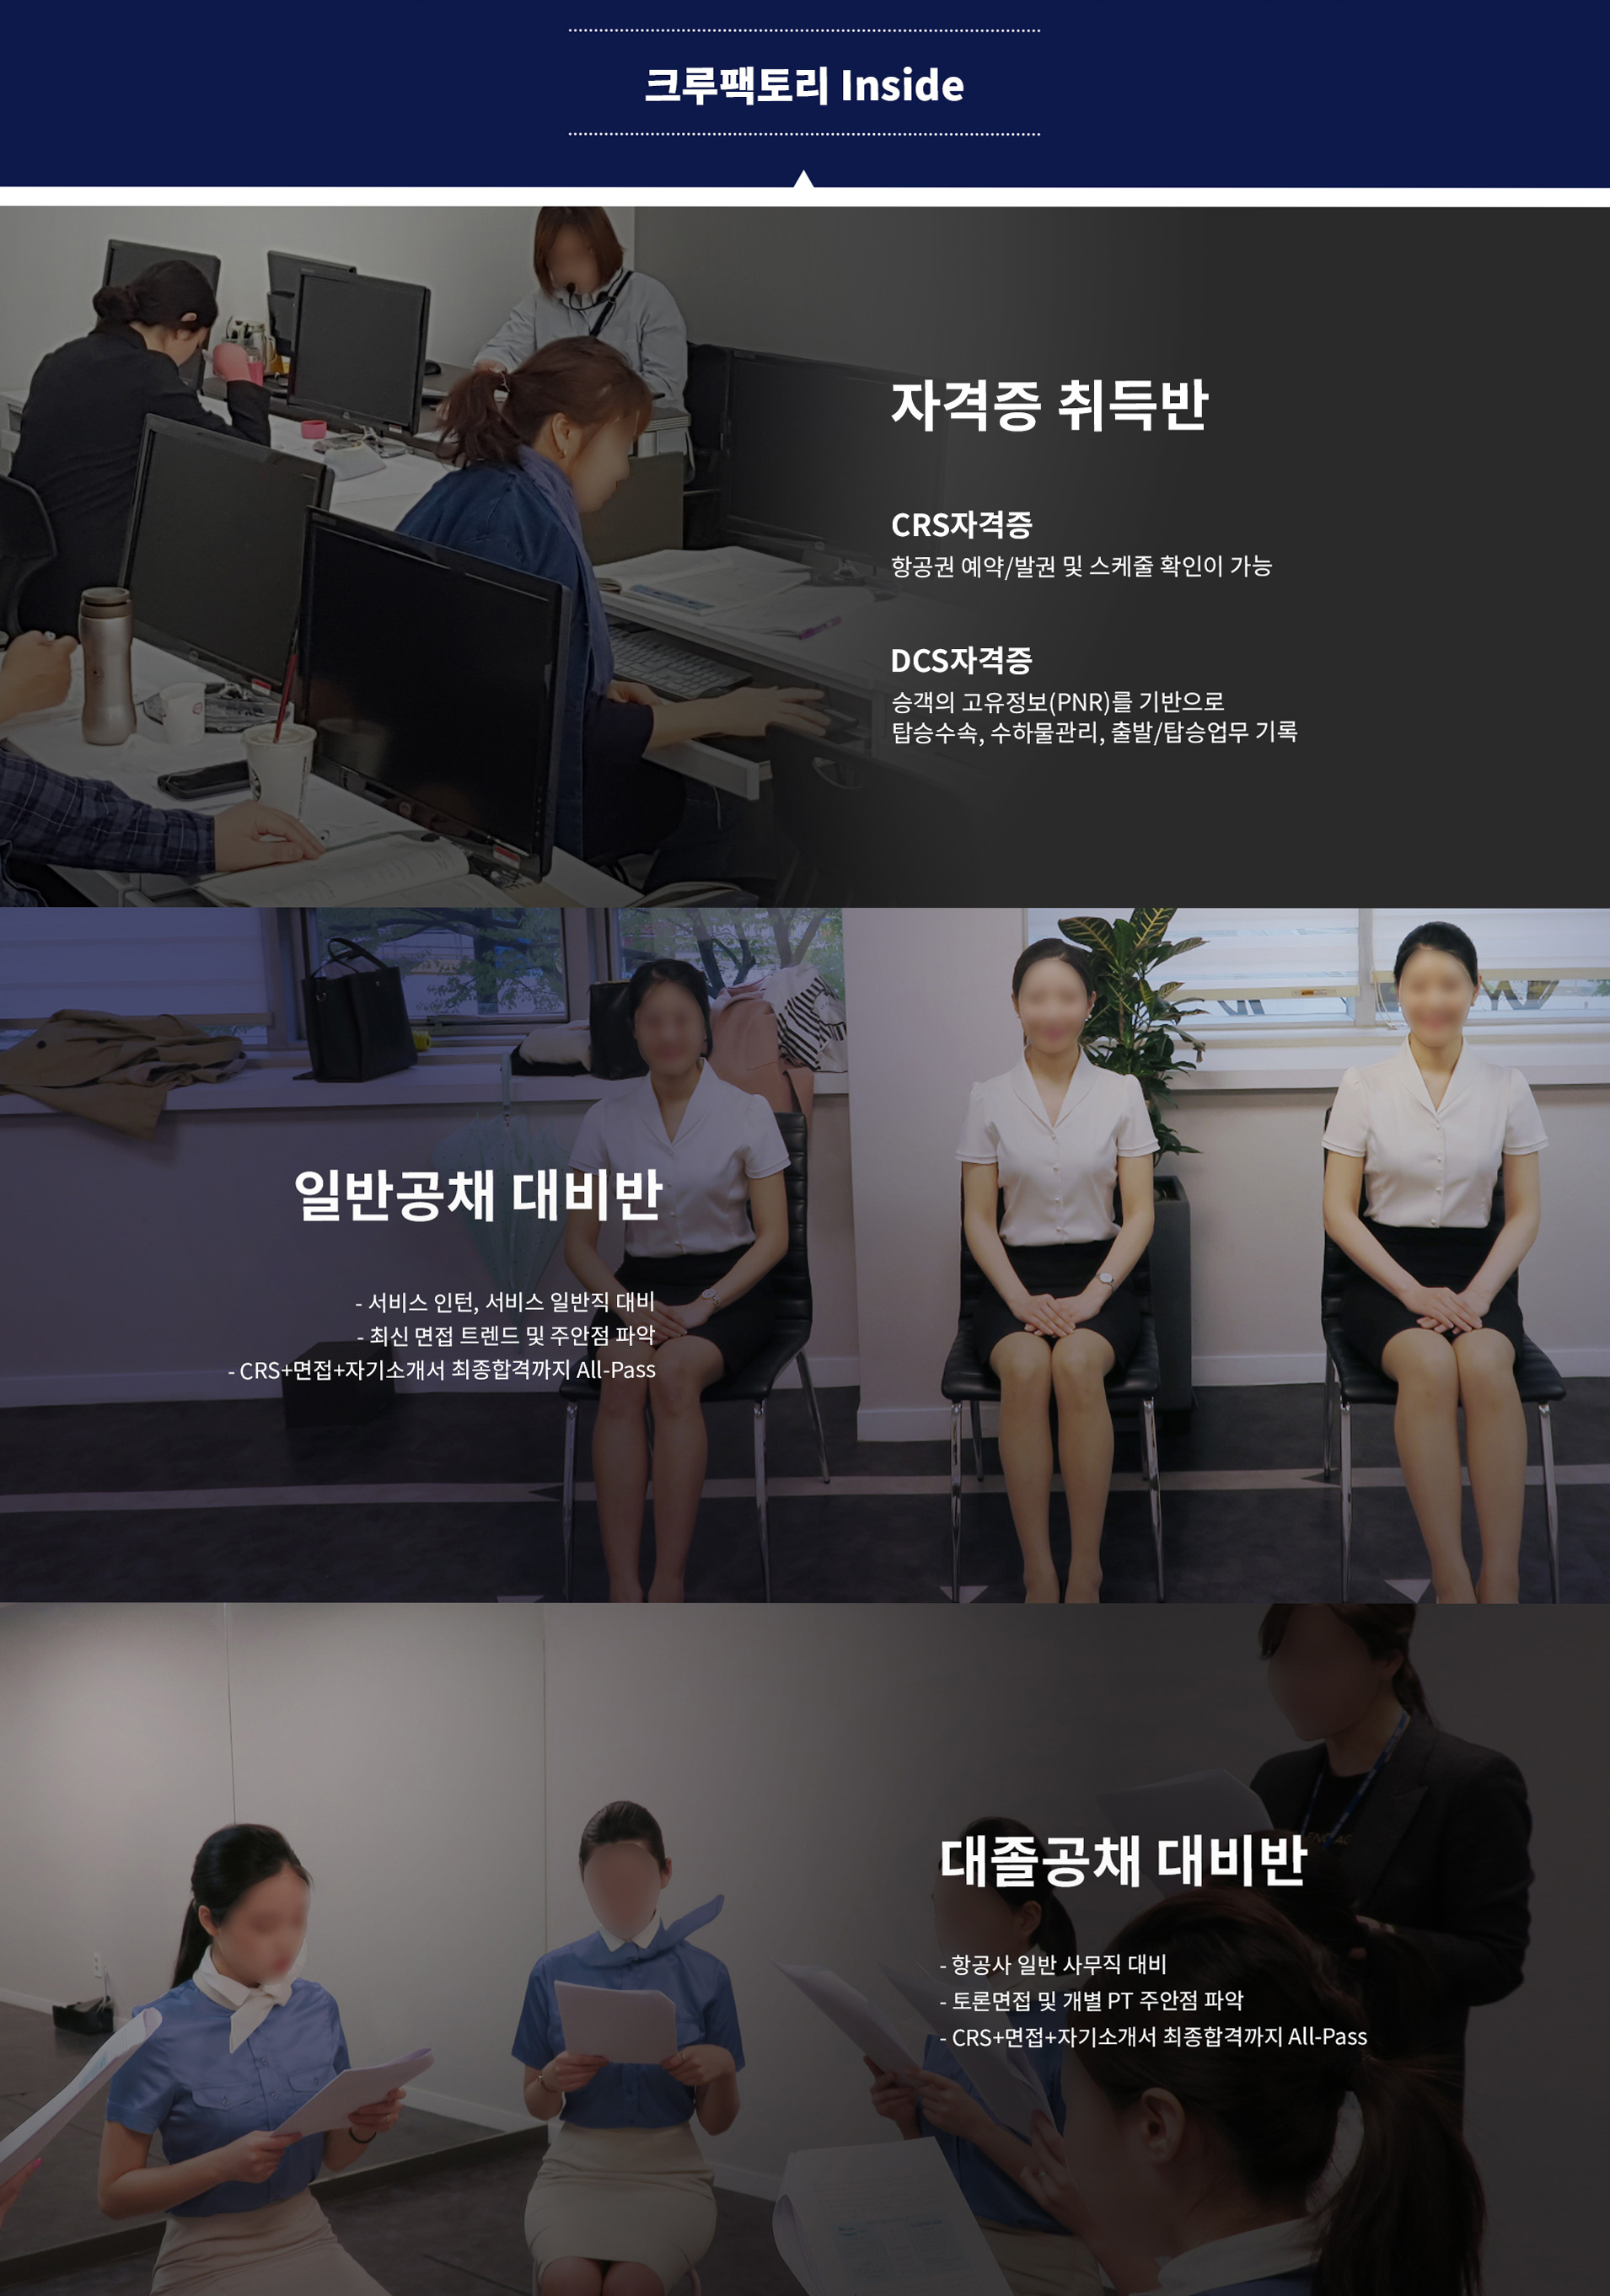 크루팩토리 Inside
자격증 취득반
CRS자격증
항공권 예약/발권 및 스케줄 확인이 가능
DCS자격증
승객의 고유정보(PNR)를 기반으로
탑승수속, 수하물관리, 출발/탑승업무 기록
일반공채 대비반
- 서비스 인턴, 서비스 일반직 대비
- 최신 면접 트렌드 및 주안점 파악
- CRS+면접+자기소개서 최종합격까지 All-Pass
대졸공채 대비반
- 항공사 일반 사무직 대비
- 토론면접 및 개별 PT 주안점 파악
- CRS+면접+자기소개서 최종합격까지 All-Pass